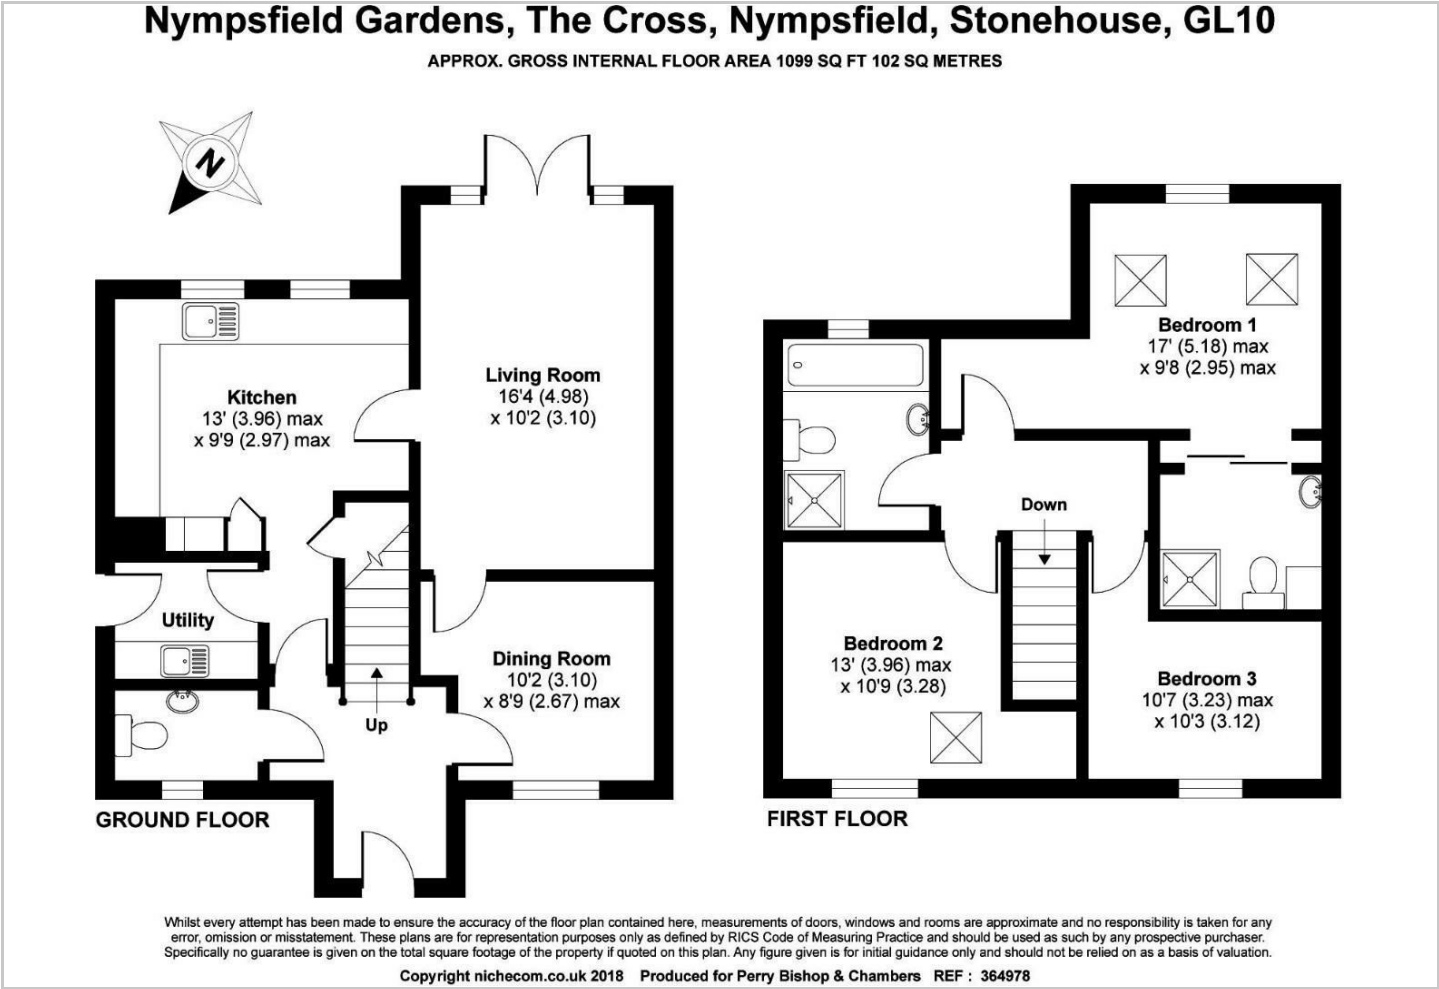 Nympsfield Gardens, The Cross, Nympsfield, Stonehouse, GL10
APPROX. GROSS INTERNAL FLOOR AREA 1099 SQ FT 102 SQ METRES
N
Living Room
16'4 (4.98)
x 10'2 (3.10)
Kitchen
13' (3.96) max
x 9'9 (2.97) max
Utility
Dining Room
10'2 (3.10)
x 8'9 (2.67) max
Up
GROUND FLOOR
Bedroom 1
17' (5.18) max
x 9'8 (2.95) max
Down
Bedroom 2
13' (3.96) max
x 10'9 (3.28)
Bedroom 3
10'7 (3.23) max
x 10'3 (3.12)
FIRST FLOOR
Whilst every attempt has been made to ensure the accuracy of the floor plan contained here, measurements of doors, windows and rooms are approximate and no responsibility is taken for any
error, omission or misstatement. These plans are for representation purposes only as defined by RICS Code of Measuring Practice and should be used as such by any prospective purchaser.
Specifically no guarantee is given on the total square footage of the property if quoted on this plan. Any figure given is for initial guidance only and should not be relied on as a basis of valuation.
Copyright nichecom.co.uk 2018 Produced for Perry Bishop & Chambers REF : 364978